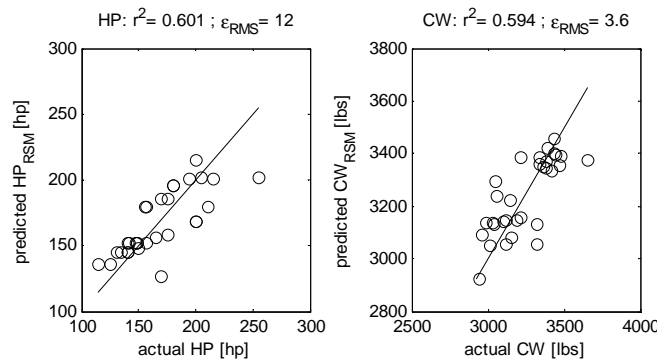 HP: r²= 0.601 ; εRMS= 12
300
250
200
150
100
predicted HPRSM [hp]
100 150 200 250 300
actual HP [hp]
CW: r²= 0.594 ; εRMS= 3.6
3800
3600
3400
3200
3000
2800
predicted CWRSM [lbs]
2500 3000 3500 4000
actual CW [lbs]